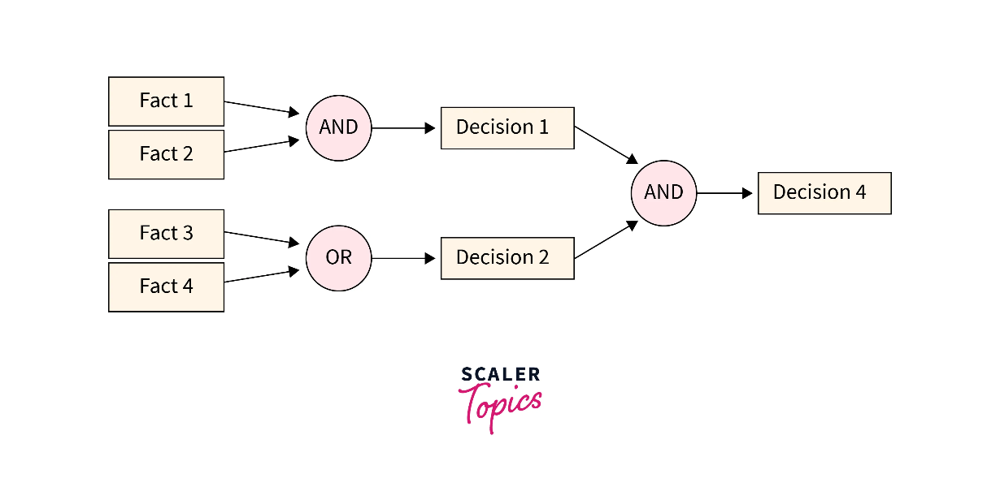 Fact 1
Fact 2
AND
Decision 1
AND
Decision 4
Fact 3
Fact 4
OR
Decision 2
SCALER
Topics